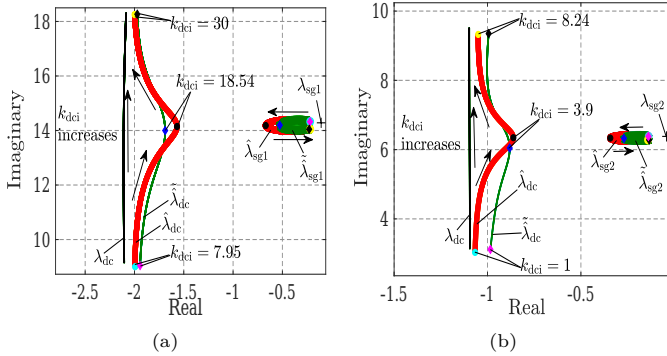 18
16
14
12
10
Imaginary
k_dci = 30
k_dci = 18.54
λ_sg1
k_dci
increases
λ̂_sg1
λ̃̂_sg1
λ̃̂_dc
λ̂_dc
λ_dc
k_dci = 7.95
-2.5
-2
-1.5
-1
-0.5
Real
(a)
10
8
6
4
Imaginary
k_dci = 8.24
k_dci = 3.9
λ_sg2
k_dci
increases
λ̂_sg2
λ̃̂_sg2
λ̂_dc
λ̃̂_dc
λ_dc
k_dci = 1
-1.5
-1
-0.5
Real
(b)